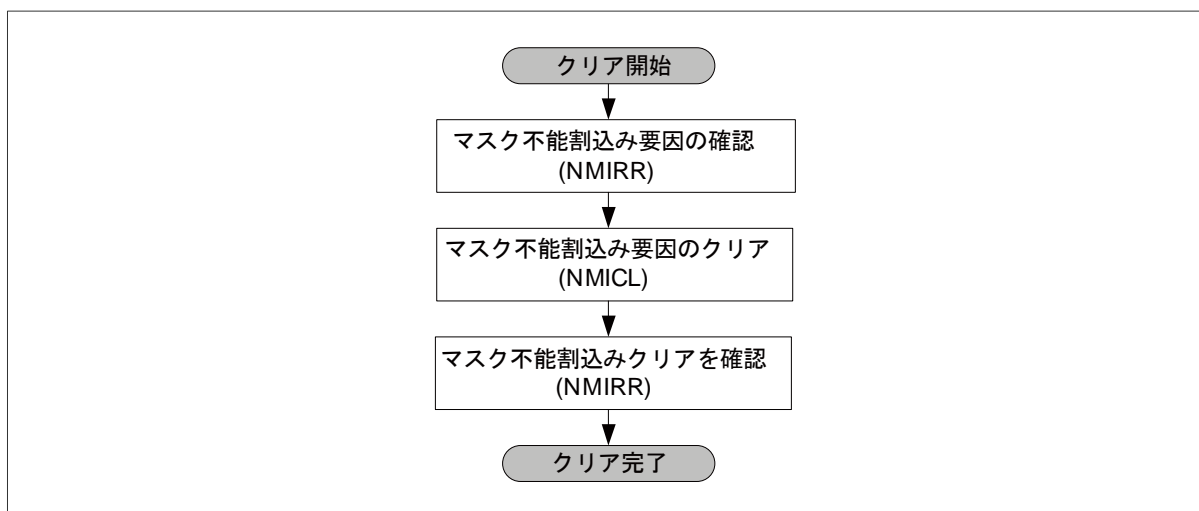 クリア開始
マスク不能割込み要因の確認
(NMIRR)
マスク不能割込み要因のクリア
(NMICL)
マスク不能割込みクリアを確認
(NMIRR)
クリア完了